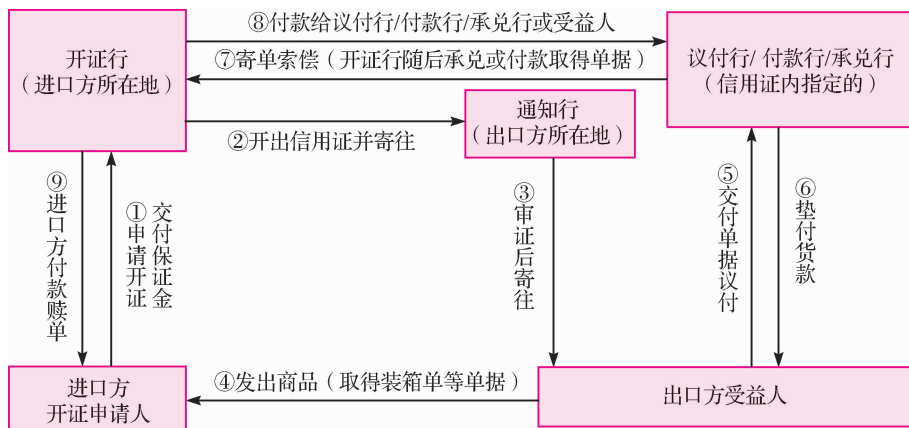 ⑧付款给议付行/付款行/承兑行或受益人
开证行
（进口方所在地）
⑦寄单索偿（开证行随后承兑或付款取得单据）
议付行/ 付款行/承兑行
（信用证内指定的）
通知行
（出口方所在地）
②开出信用证并寄往
⑨进口方付款赎单
①申请开证
交付保证金
③审证后寄往
⑤交付单据议付
⑥垫付货款
进口方
开证申请人
④发出商品（取得装箱单等单据）
出口方受益人